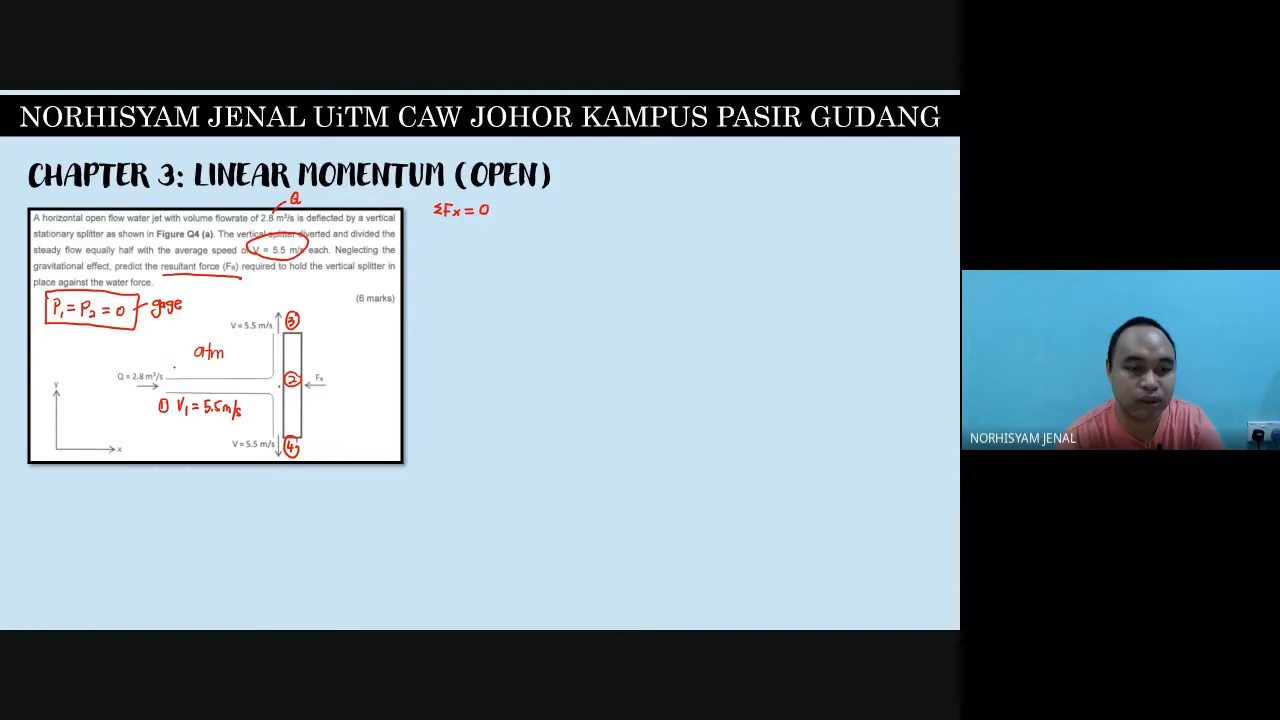 NORHISYAM JENAL UiTM CAW JOHOR KAMPUS PASIR GUDANG
CHAPTER 3: LINEAR MOMENTUM (OPEN)
Q
ΣFx = 0
A horizontal open flow water jet with volume flowrate of 2.8 m³/s is deflected by a vertical
stationary splitter as shown in Figure Q4 (a). The vertical splitter diverted and divided the
steady flow equally half with the average speed of V = 5.5 m/s each. Neglecting the
gravitational effect, predict the resultant force (FR) required to hold the vertical splitter in
place against the water force.
(6 marks)
P₁ = P₂ = 0 gage
V = 5.5 m/s
3
atm
Q = 2.8 m³/s
2
FR
1 V₁ = 5.5 m/s
y
x
V = 5.5 m/s
4
NORHISYAM JENAL